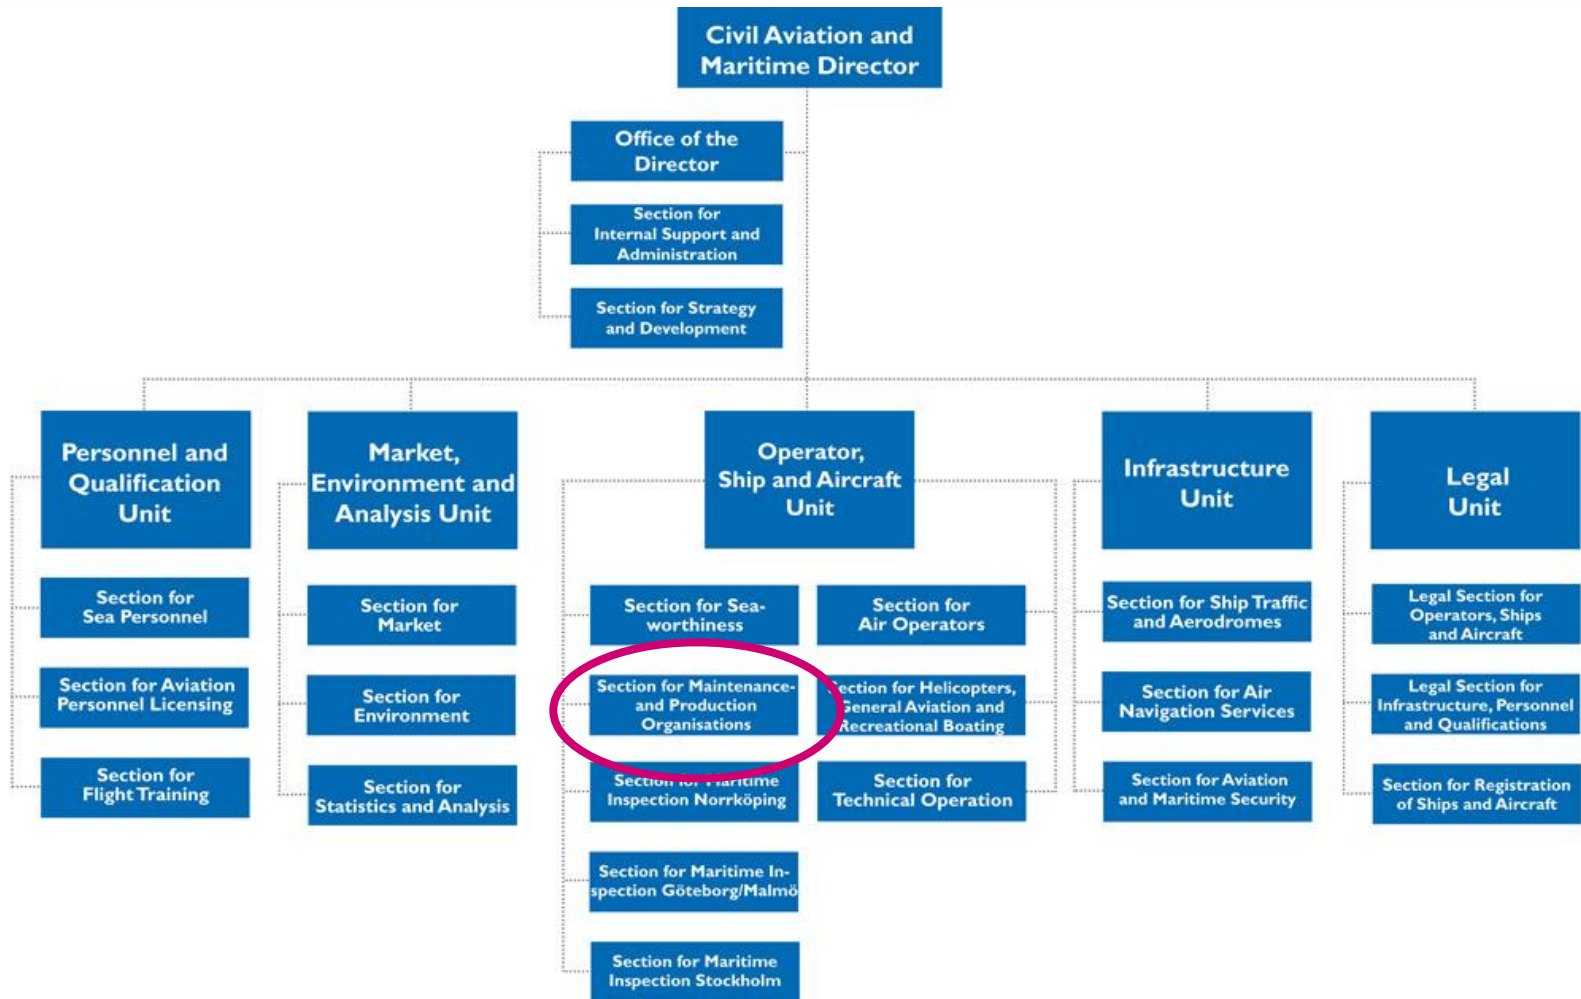 Civil Aviation and
Maritime Director
Office of the
Director
Section for
Internal Support and
Administration
Section for Strategy
and Development
Personnel and
Qualification
Unit
Section for
Sea Personnel
Section for Aviation
Personnel Licensing
Section for
Flight Training
Market,
Environment and
Analysis Unit
Section for
Market
Section for
Environment
Section for
Statistics and Analysis
Operator,
Ship and Aircraft
Unit
Section for Sea-
worthiness
Section for Maintenance-
and Production
Organisations
Section for Maritime
Inspection Norrköping
Section for Maritime In-
spection Göteborg/Malmö
Section for Maritime
Inspection Stockholm
Section for
Air Operators
Section for Helicopters,
General Aviation and
Recreational Boating
Section for
Technical Operation
Infrastructure
Unit
Section for Ship Traffic
and Aerodromes
Section for Air
Navigation Services
Section for Aviation
and Maritime Security
Legal
Unit
Legal Section for
Operators, Ships
and Aircraft
Legal Section for
Infrastructure, Personnel
and Qualifications
Section for Registration
of Ships and Aircraft